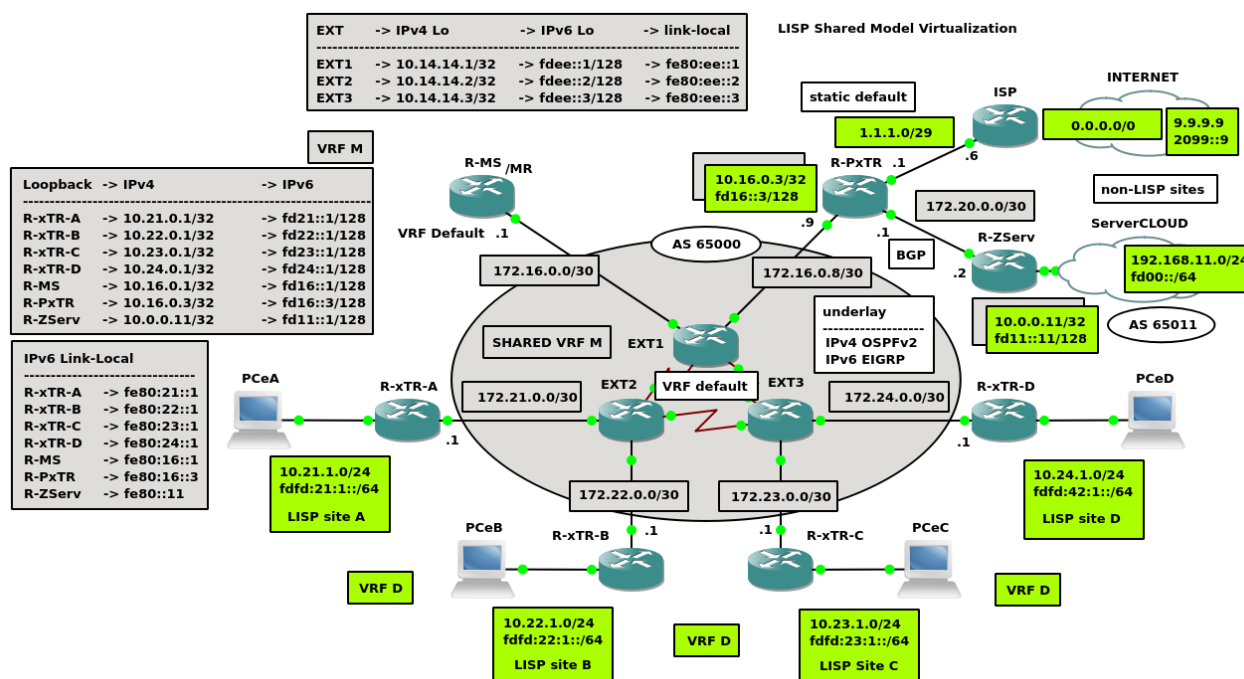 EXT -> IPv4 Lo -> IPv6 Lo -> link-local
----------------------------------------------------------------------
EXT1 -> 10.14.14.1/32 -> fdee::1/128 -> fe80:ee::1
EXT2 -> 10.14.14.2/32 -> fdee::2/128 -> fe80:ee::2
EXT3 -> 10.14.14.3/32 -> fdee::3/128 -> fe80:ee::3
LISP Shared Model Virtualization
INTERNET
static default
ISP
1.1.1.0/29
0.0.0.0/0
9.9.9.9
2099::9
.6
VRF M
Loopback -> IPv4 -> IPv6
----------------------------------------------------------
R-xTR-A -> 10.21.0.1/32 -> fd21::1/128
R-xTR-B -> 10.22.0.1/32 -> fd22::1/128
R-xTR-C -> 10.23.0.1/32 -> fd23::1/128
R-xTR-D -> 10.24.0.1/32 -> fd24::1/128
R-MS -> 10.16.0.1/32 -> fd16::1/128
R-PxTR -> 10.16.0.3/32 -> fd16::3/128
R-ZServ -> 10.0.0.11/32 -> fd11::1/128
R-MS
/MR
VRF Default .1
10.16.0.3/32
fd16::3/128
R-PxTR
.1
.9
.1
non-LISP sites
172.20.0.0/30
ServerCLOUD
R-ZServ
BGP
.2
192.168.11.0/24
fd00::/64
AS 65000
172.16.0.0/30
172.16.0.8/30
10.0.0.11/32
fd11::11/128
AS 65011
underlay
--------------------
IPv4 OSPFv2
IPv6 EIGRP
SHARED VRF M
EXT1
EXT2
VRF default
EXT3
IPv6 Link-Local
-------------------------------
R-xTR-A -> fe80:21::1
R-xTR-B -> fe80:22::1
R-xTR-C -> fe80:23::1
R-xTR-D -> fe80:24::1
R-MS -> fe80:16::1
R-PxTR -> fe80:16::3
R-ZServ -> fe80::11
PCeA
R-xTR-A
172.21.0.0/30
.1
172.24.0.0/30
R-xTR-D
.1
PCeD
10.21.1.0/24
fdfd:21:1::/64
LISP site A
10.24.1.0/24
fdfd:42:1::/64
LISP site D
172.22.0.0/30
172.23.0.0/30
PCeB
R-xTR-B
.1
.1
R-xTR-C
PCeC
VRF D
VRF D
10.22.1.0/24
fdfd:22:1::/64
LISP site B
VRF D
10.23.1.0/24
fdfd:23:1::/64
LISP Site C